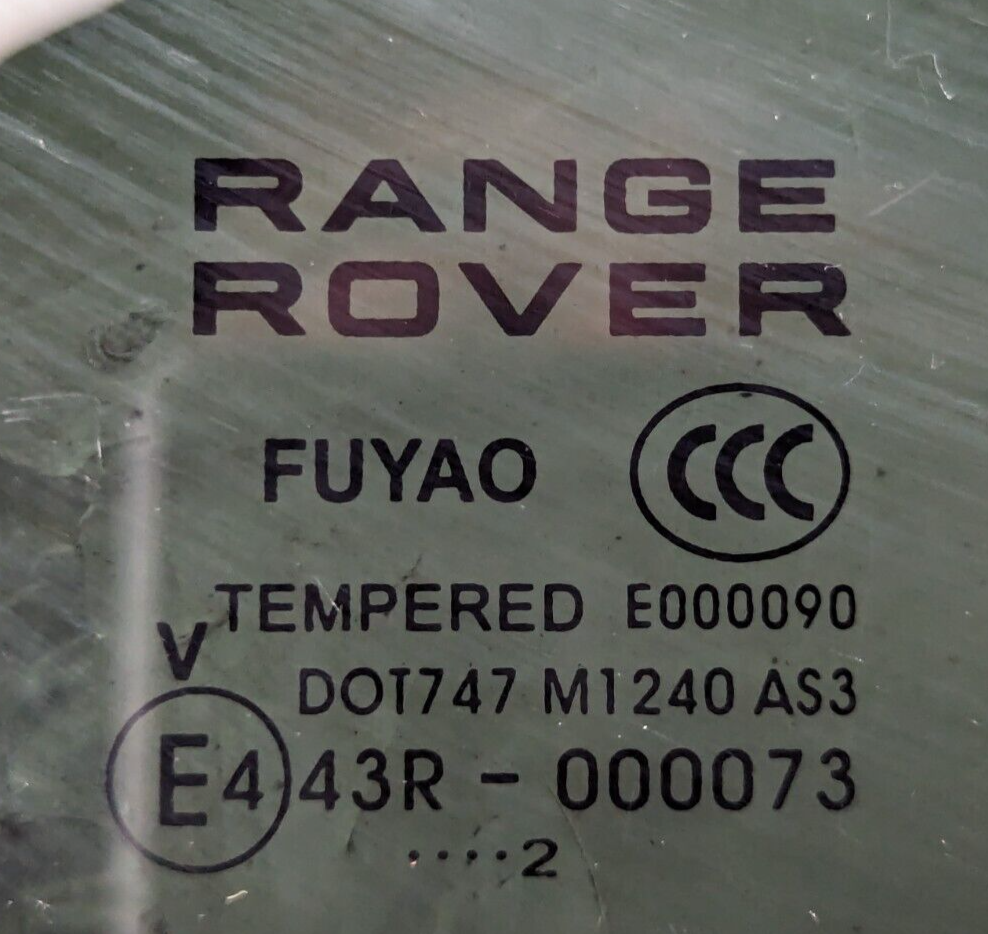 RANGE
ROVER
FUYAO CCC
TEMPERED E000090
V
DOT747 M1240 AS3
E4 43R - 000073
····2